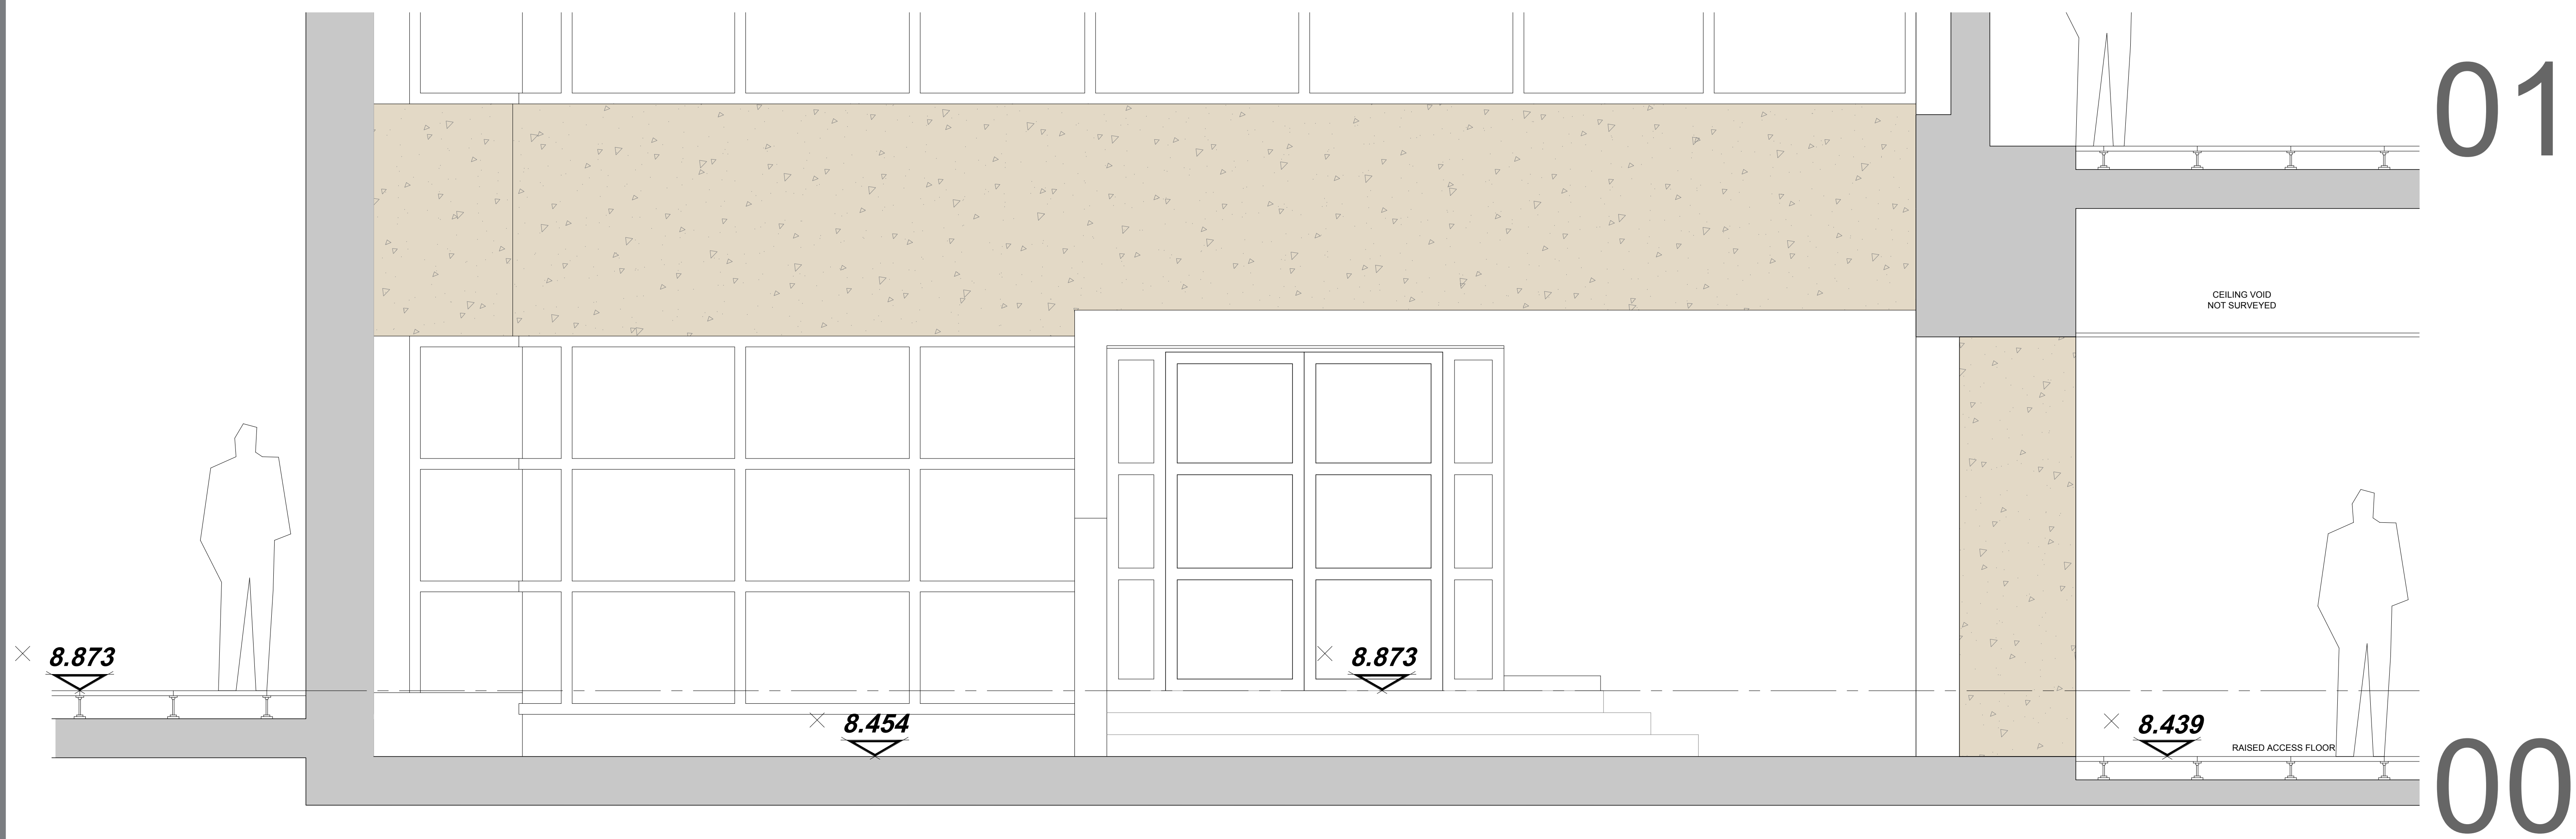 01
CEILING VOID
NOT SURVEYED
8.873
8.873
8.454
8.439
RAISED ACCESS FLOOR
00